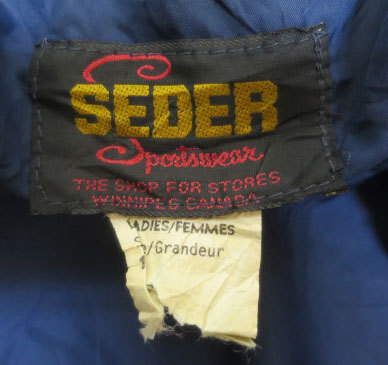 SEDER
Sportswear
THE SHOP FOR STORES
WINNIPEG CANADA
LADIES/FEMMES
/Grandeur